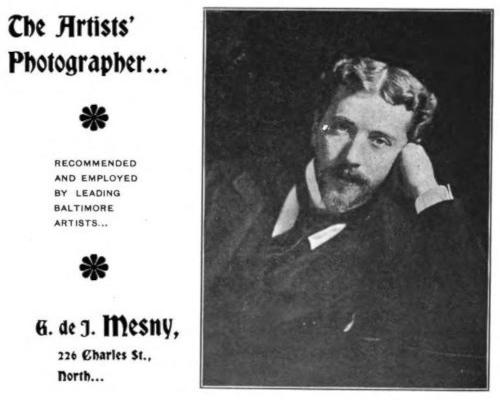 The Artists'
Photographer...
RECOMMENDED
AND EMPLOYED
BY LEADING
BALTIMORE
ARTISTS...
G. de J. Mesny,
226 Charles St.,
North...